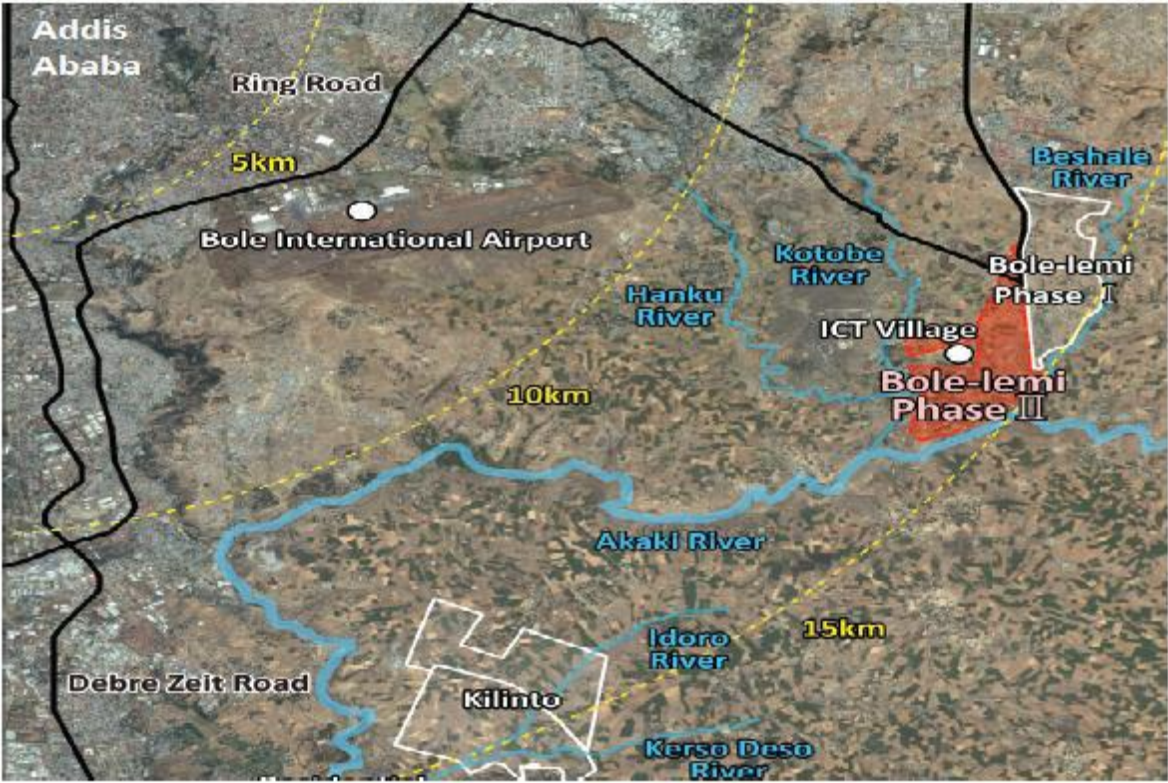 Addis
Ababa
Ring Road
5km
Beshale
River
Bole International Airport
Kotobe
River
Bole-lemi
Phase I
Hanku
River
ICT Village
Bole-lemi
Phase II
10km
Akaki River
15km
Idoro
River
Debre Zeit Road
Kilinto
Kerso Deso
River